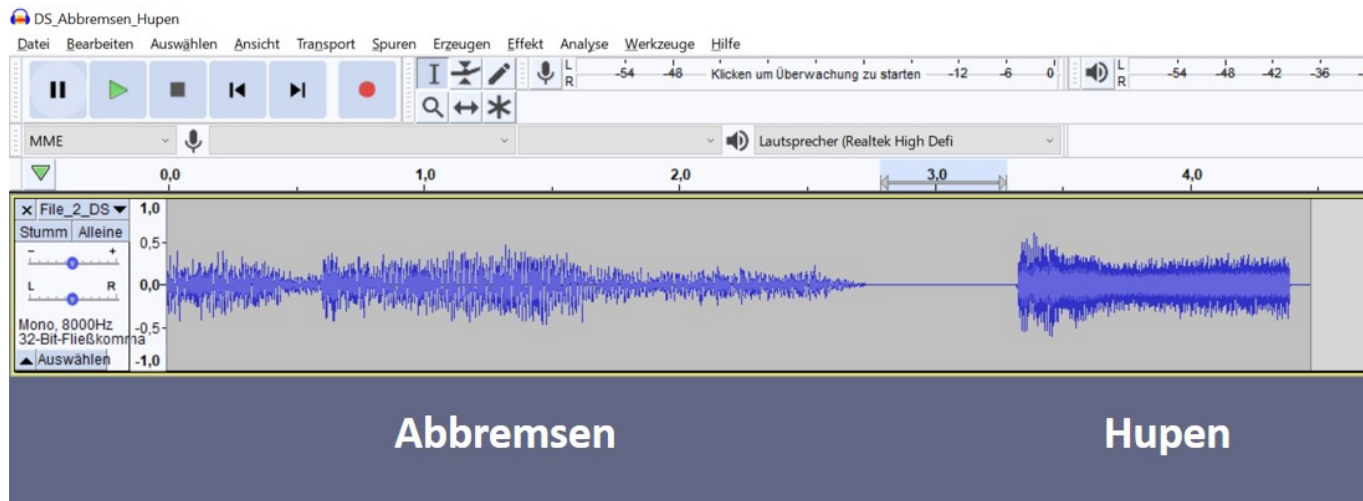 DS_Abbremsen_Hupen
Datei Bearbeiten Auswählen Ansicht Transport Spuren Erzeugen Effekt Analyse Werkzeuge Hilfe
L
R
-54 -48 Klicken um Überwachung zu starten -12 -6 0
L
R
-54 -48 -42 -36
MME
Lautsprecher (Realtek High Defi
0,0 1,0 2,0 3,0 4,0
x File_2_DS
Stumm Alleine
- +
L R
Mono, 8000Hz
32-Bit-Fließkomma
Auswählen
1,0
0,5-
0,0-
-0,5-
-1,0
Abbremsen Hupen